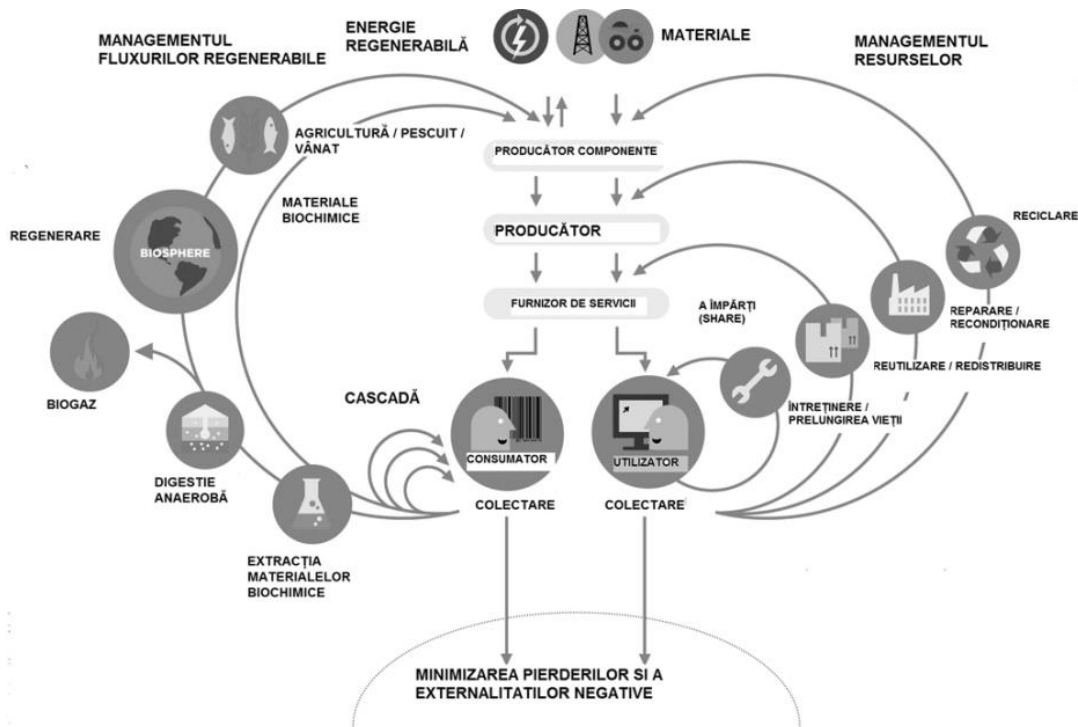 MANAGEMENTUL
FLUXURILOR REGENERABILE
ENERGIE
REGENERABILĂ
MATERIALE
MANAGEMENTUL
RESURSELOR
AGRICULTURĂ / PESCUIT /
VÂNAT
PRODUCĂTOR COMPONENTE
MATERIALE
BIOCHIMICE
REGENERARE
BIOSPHERE
PRODUCĂTOR
RECICLARE
FURNIZOR DE SERVICII
A ÎMPĂRȚI
(SHARE)
REPARARE /
RECONDIȚIONARE
REUTILIZARE / REDISTRIBUIRE
BIOGAZ
CASCADĂ
ÎNTREȚINERE /
PRELUNGIREA VIEȚII
CONSUMATOR
UTILIZATOR
DIGESTIE
ANAEROBĂ
COLECTARE
COLECTARE
EXTRACȚIA
MATERIALELOR
BIOCHIMICE
MINIMIZAREA PIERDERILOR SI A
EXTERNALITATILOR NEGATIVE